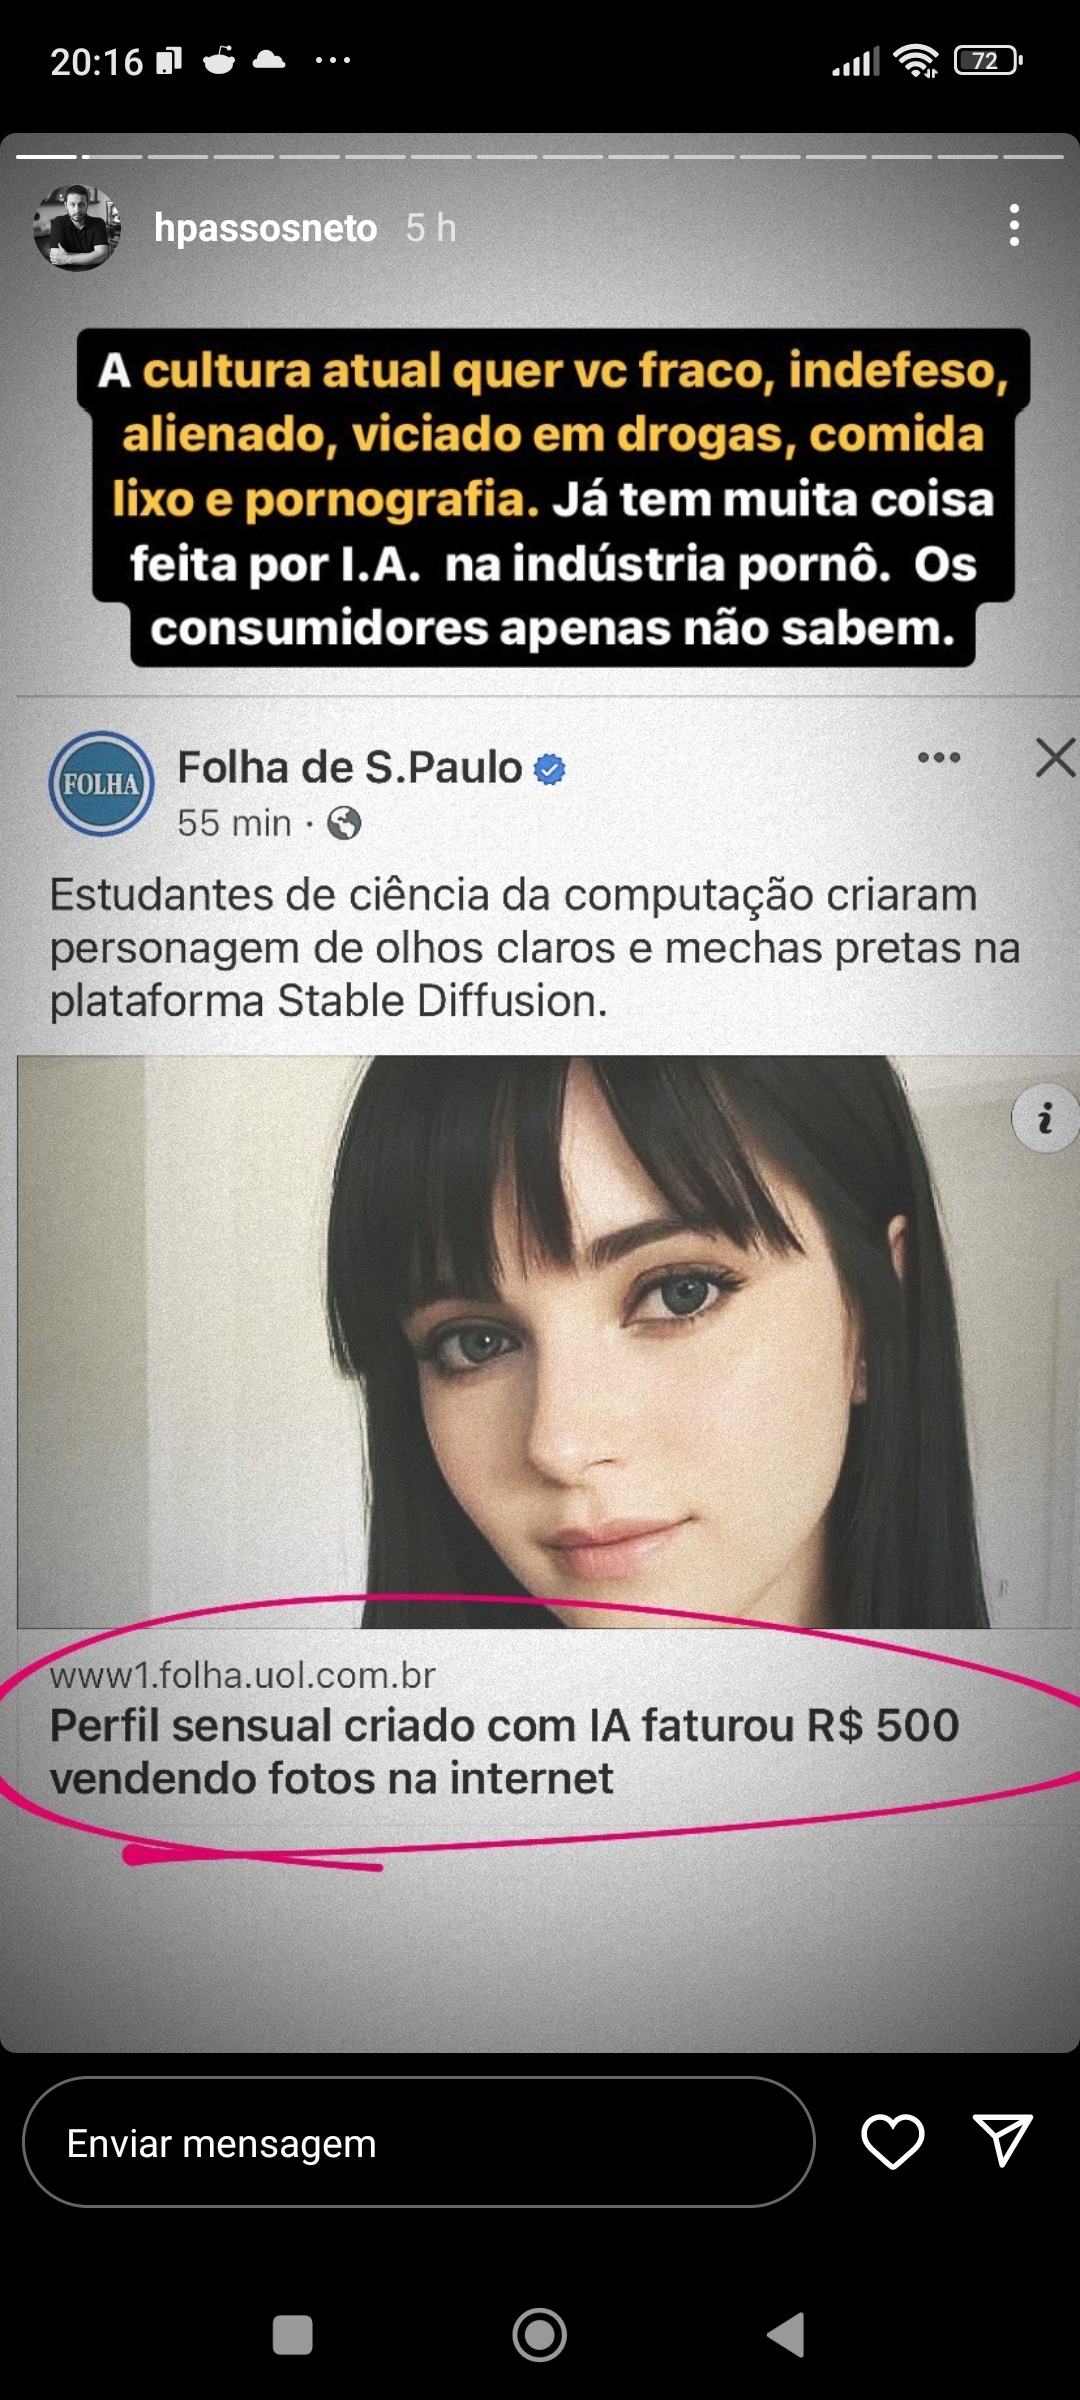 20:16
72
hpassosneto 5 h
A cultura atual quer vc fraco, indefeso,
alienado, viciado em drogas, comida
lixo e pornografia. Já tem muita coisa
feita por I.A.  na indústria pornô.  Os
consumidores apenas não sabem.
FOLHA
Folha de S.Paulo
55 min ·
Estudantes de ciência da computação criaram
personagem de olhos claros e mechas pretas na
plataforma Stable Diffusion.
i
www1.folha.uol.com.br
Perfil sensual criado com IA faturou R$ 500
vendendo fotos na internet
Enviar mensagem